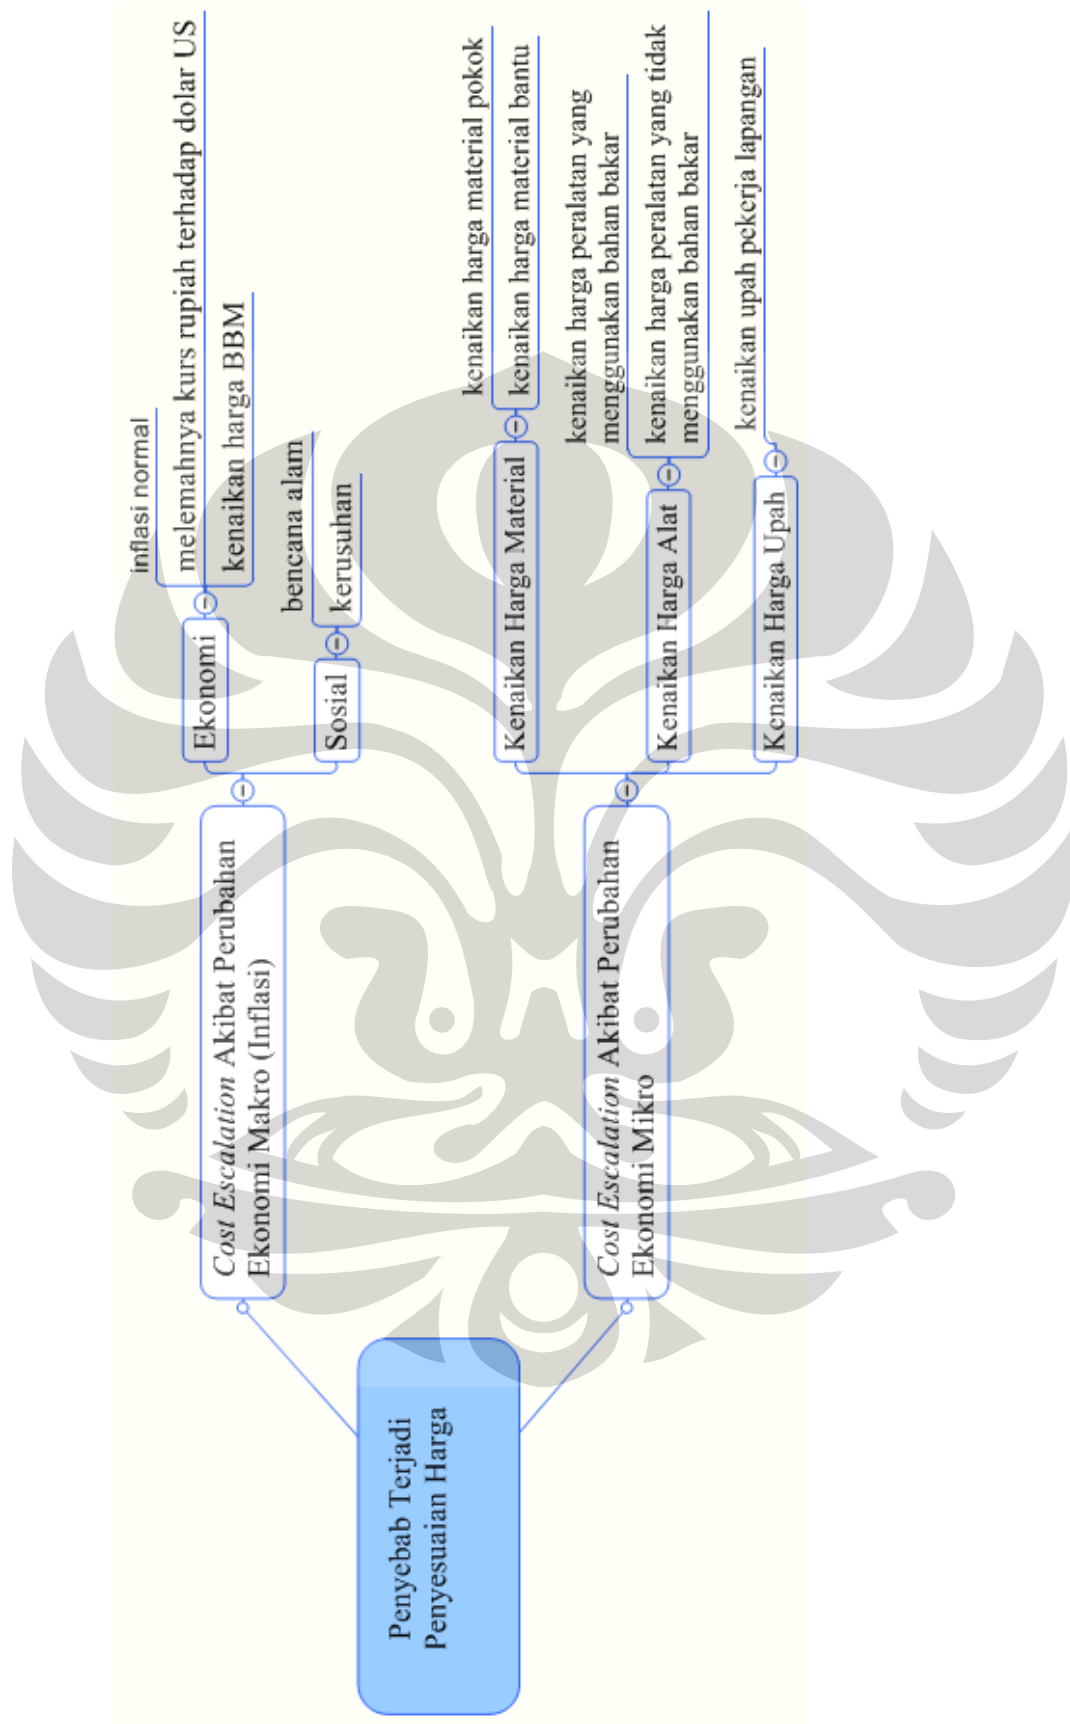 Penyebab Terjadi
Penyesuaian Harga
Cost Escalation Akibat Perubahan
Ekonomi Makro (Inflasi)
Ekonomi
inflasi normal
melemahnya kurs rupiah terhadap dolar US
kenaikan harga BBM
Sosial
bencana alam
kerusuhan
Cost Escalation Akibat Perubahan
Ekonomi Mikro
Kenaikan Harga Material
kenaikan harga material pokok
kenaikan harga material bantu
Kenaikan Harga Alat
kenaikan harga peralatan yang
menggunakan bahan bakar
kenaikan harga peralatan yang tidak
menggunakan bahan bakar
Kenaikan Harga Upah
kenaikan upah pekerja lapangan